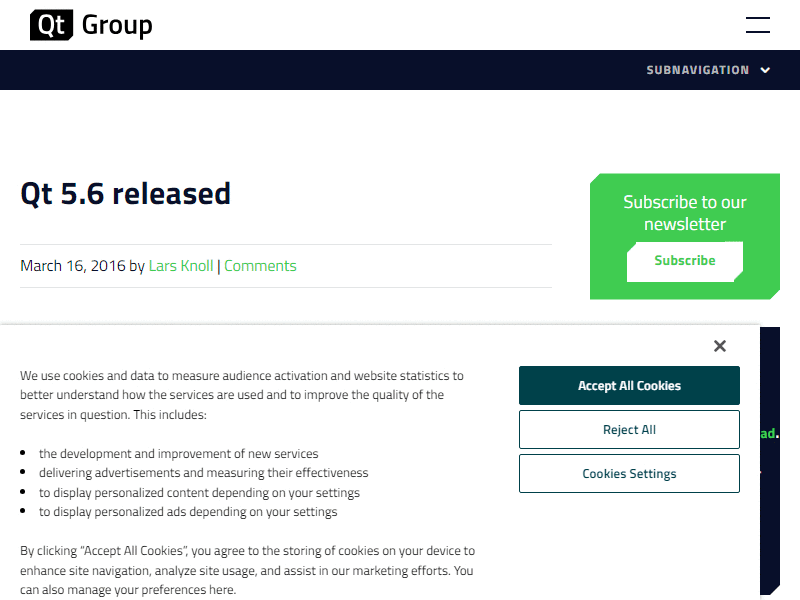 Qt Group
SUBNAVIGATION
Qt 5.6 released
March 16, 2016 by Lars Knoll | Comments
Subscribe to our
newsletter
Subscribe
We use cookies and data to measure audience activation and website statistics to
better understand how the services are used and to improve the quality of the
services in question. This includes:
the development and improvement of new services
delivering advertisements and measuring their effectiveness
to display personalized content depending on your settings
to display personalized ads depending on your settings
By clicking “Accept All Cookies”, you agree to the storing of cookies on your device to
enhance site navigation, analyze site usage, and assist in our marketing efforts. You
can also manage your preferences here.
Accept All Cookies
Reject All
Cookies Settings
ad.